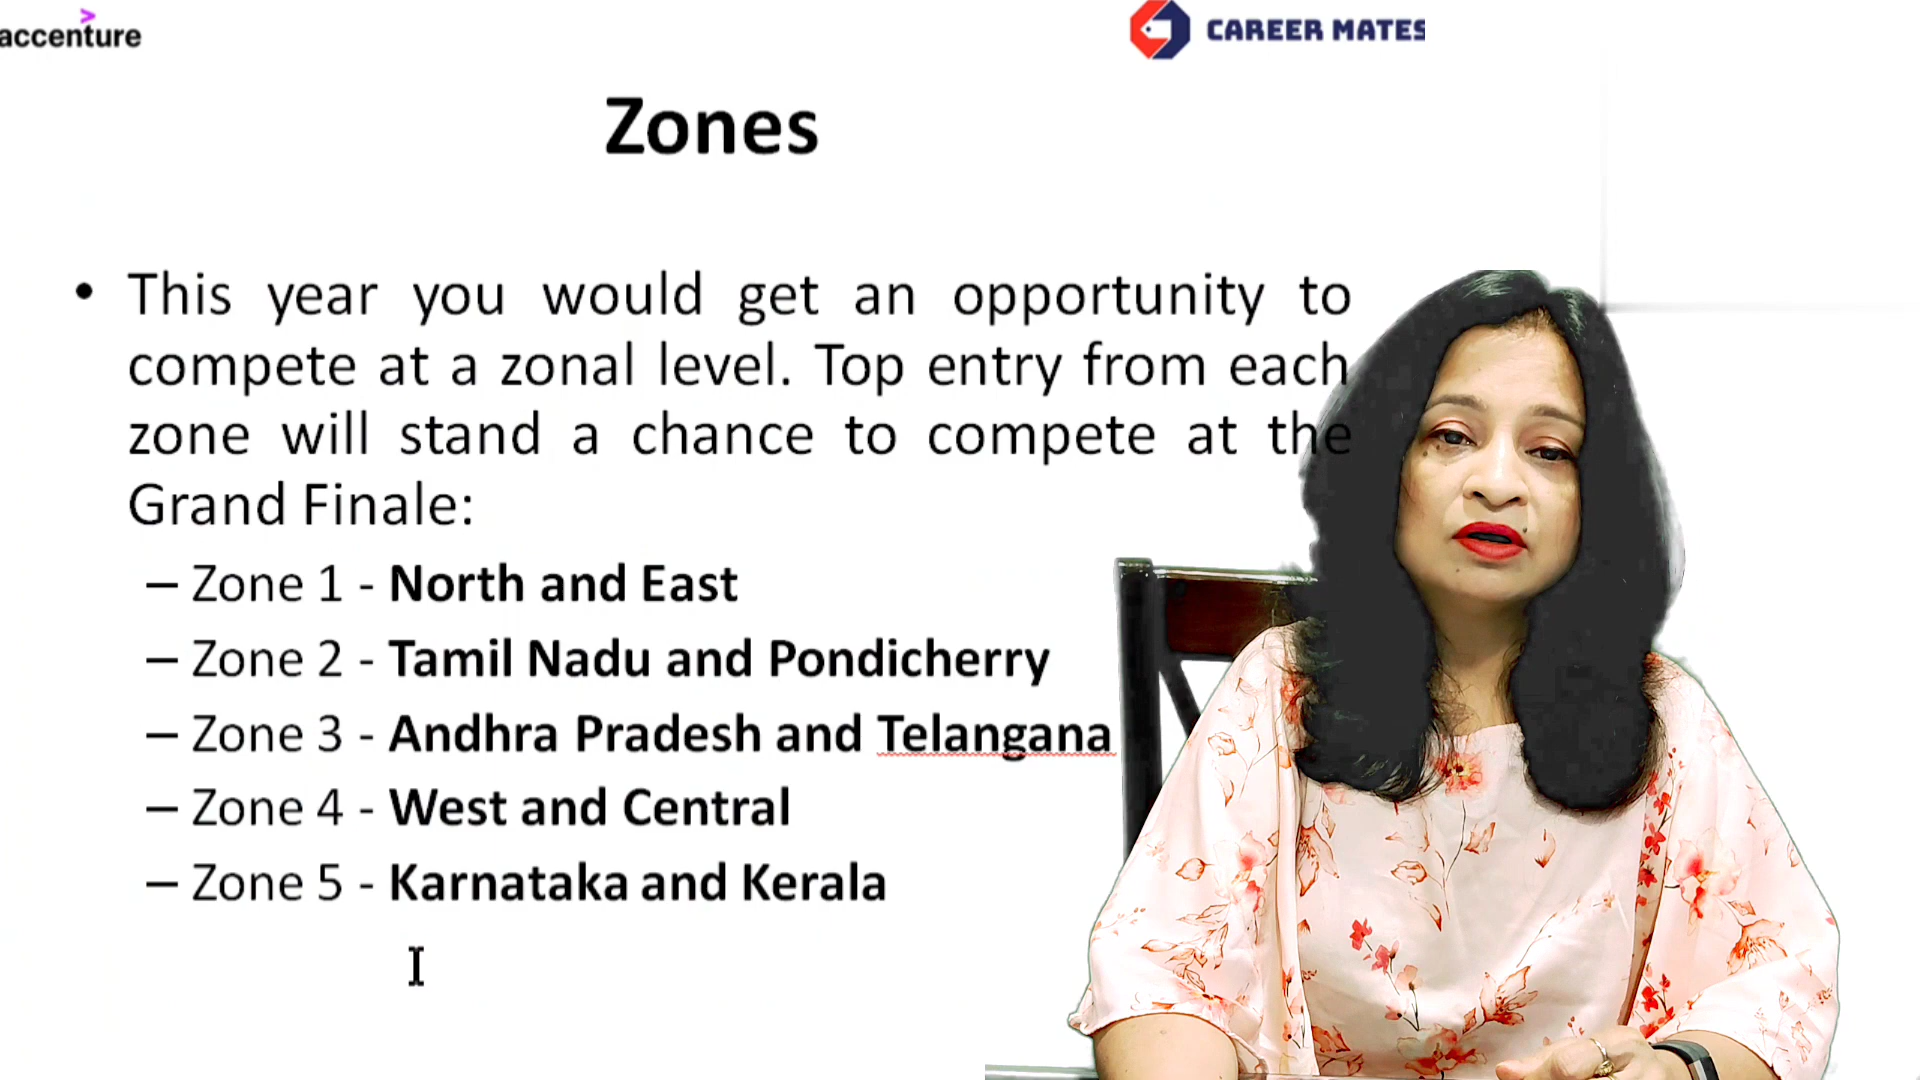 accenture
CAREER MATES
Zones
• This year you would get an opportunity to
compete at a zonal level. Top entry from each
zone will stand a chance to compete at the
Grand Finale:
– Zone 1 - North and East
– Zone 2 - Tamil Nadu and Pondicherry
– Zone 3 - Andhra Pradesh and Telangana
– Zone 4 - West and Central
– Zone 5 - Karnataka and Kerala